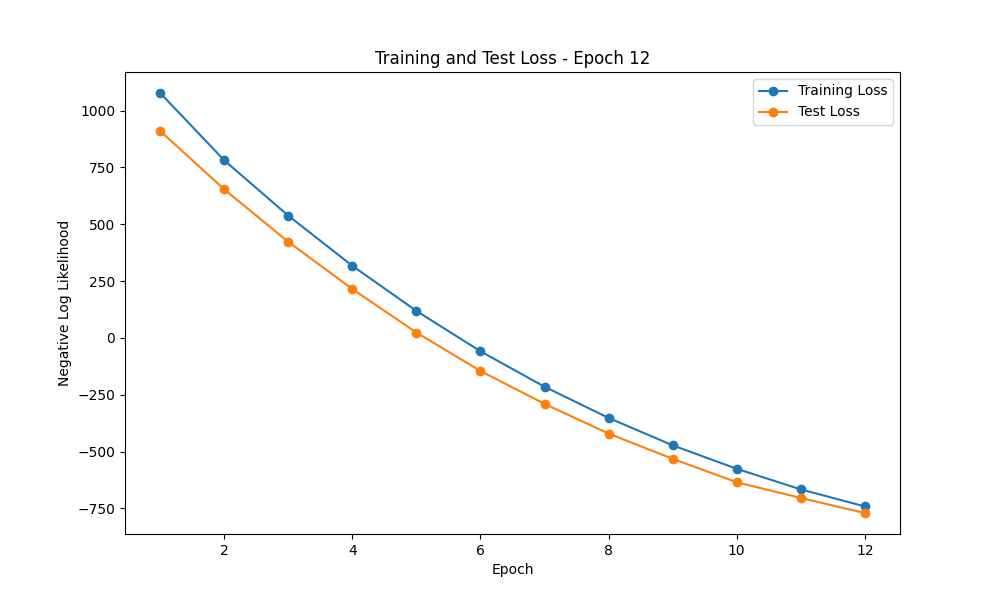 Training and Test Loss - Epoch 12
Training Loss
Test Loss
Negative Log Likelihood
1000
750
500
250
0
−250
−500
−750
2 4 6 8 10 12
Epoch